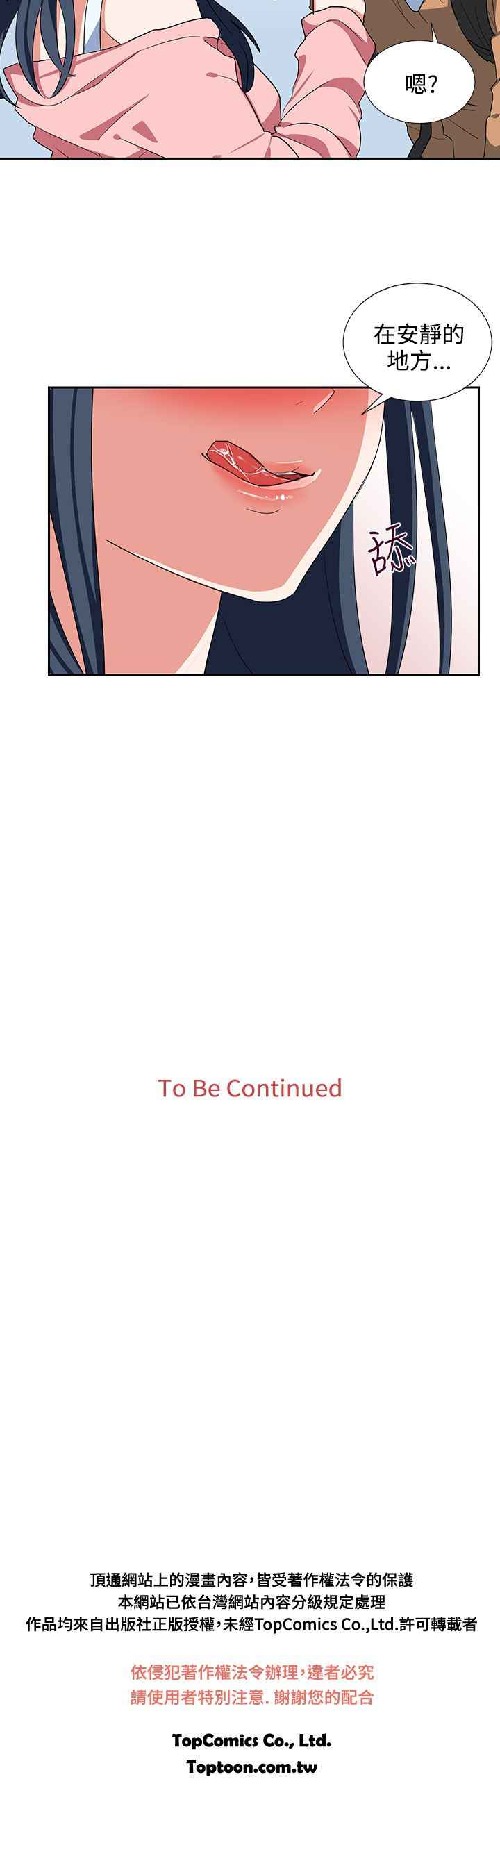 嗯?
在安靜的
地方...
舔
To Be Continued
頂通網站上的漫畫內容,皆受著作權法令的保護
本網站已依台灣網站內容分級規定處理
作品均來自出版社正版授權,未經TopComics Co.,Ltd.許可轉載者
依侵犯著作權法令辦理,違者必究
請使用者特別注意. 謝謝您的配合
TopComics Co., Ltd.
Toptoon.com.tw